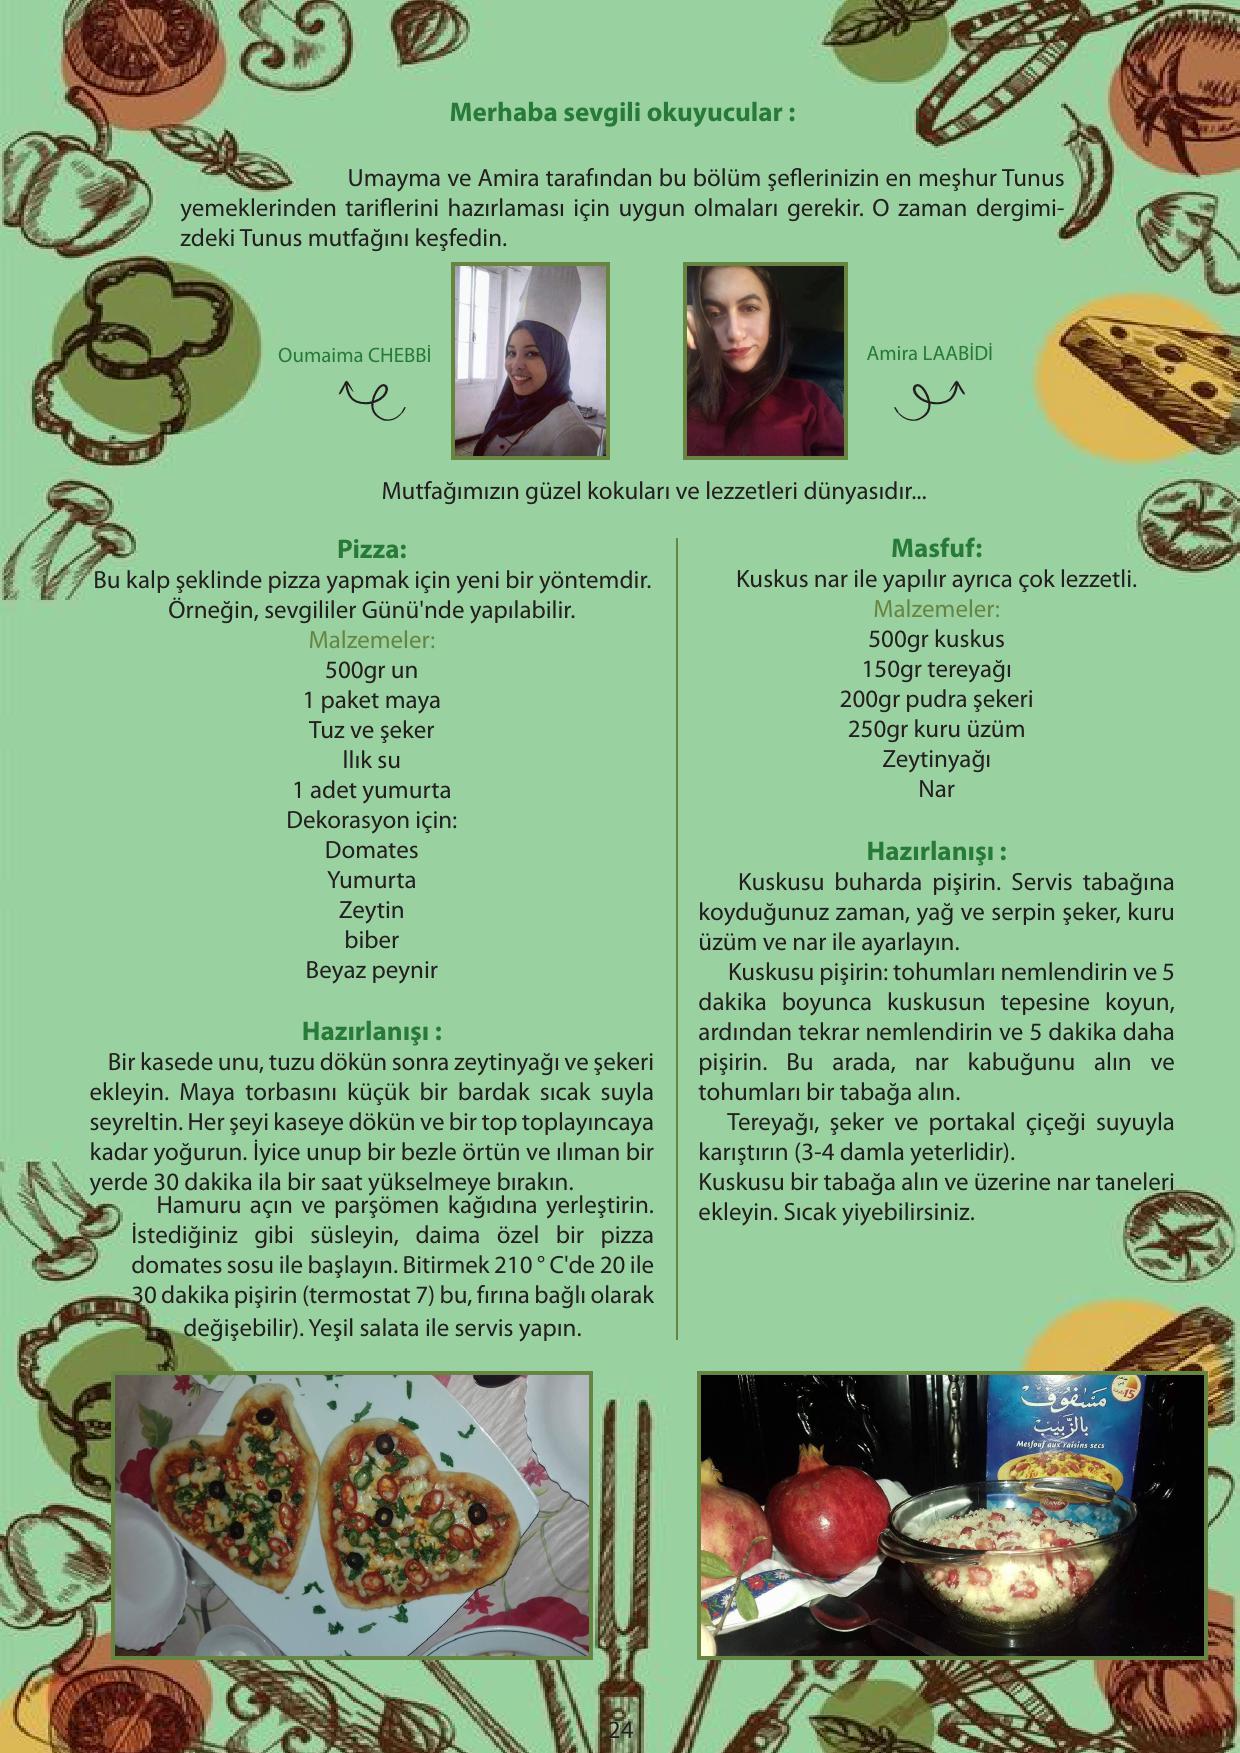 Merhaba sevgili okuyucular :
Umayma ve Amira tarafından bu bölüm şeflerinizin en meşhur Tunus
yemeklerinden tariflerini hazırlaması için uygun olmaları gerekir. O zaman dergimi-
zdeki Tunus mutfağını keşfedin.
Oumaima CHEBBİ
Amira LAABİDİ
Mutfağımızın güzel kokuları ve lezzetleri dünyasıdır...
Pizza:
Bu kalp şeklinde pizza yapmak için yeni bir yöntemdir.
Örneğin, sevgililer Günü'nde yapılabilir.
Malzemeler:
500gr un
1 paket maya
Tuz ve şeker
Ilık su
1 adet yumurta
Dekorasyon için:
Domates
Yumurta
Zeytin
biber
Beyaz peynir
Hazırlanışı :
Bir kasede unu, tuzu dökün sonra zeytinyağı ve şekeri
ekleyin. Maya torbasını küçük bir bardak sıcak suyla
seyreltin. Her şeyi kaseye dökün ve bir top toplayıncaya
kadar yoğurun. İyice unup bir bezle örtün ve ılıman bir
yerde 30 dakika ila bir saat yükselmeye bırakın.
Hamuru açın ve parşömen kağıdına yerleştirin.
İstediğiniz gibi süsleyin, daima özel bir pizza
domates sosu ile başlayın. Bitirmek 210 ° C'de 20 ile
30 dakika pişirin (termostat 7) bu, fırına bağlı olarak
değişebilir). Yeşil salata ile servis yapın.
Masfuf:
Kuskus nar ile yapılır ayrıca çok lezzetli.
Malzemeler:
500gr kuskus
150gr tereyağı
200gr pudra şekeri
250gr kuru üzüm
Zeytinyağı
Nar
Hazırlanışı :
Kuskusu buharda pişirin. Servis tabağına
koyduğunuz zaman, yağ ve serpin şeker, kuru
üzüm ve nar ile ayarlayın.
Kuskusu pişirin: tohumları nemlendirin ve 5
dakika boyunca kuskusun tepesine koyun,
ardından tekrar nemlendirin ve 5 dakika daha
pişirin. Bu arada, nar kabuğunu alın ve
tohumları bir tabağa alın.
Tereyağı, şeker ve portakal çiçeği suyuyla
karıştırın (3-4 damla yeterlidir).
Kuskusu bir tabağa alın ve üzerine nar taneleri
ekleyin. Sıcak yiyebilirsiniz.
مَسْفُوفْ
بالزَّبِيبْ
Mesfouf aux raisins secs
15
24